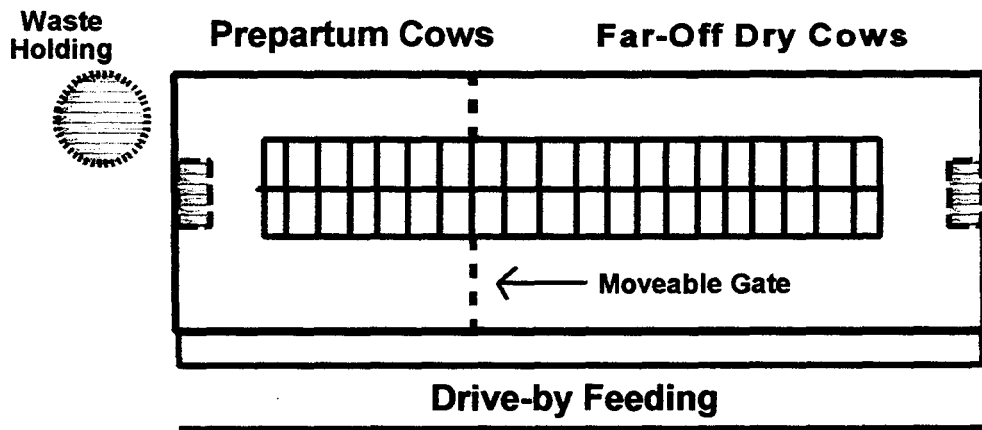 Waste
Holding
Prepartum Cows
Far-Off Dry Cows
Moveable Gate
Drive-by Feeding